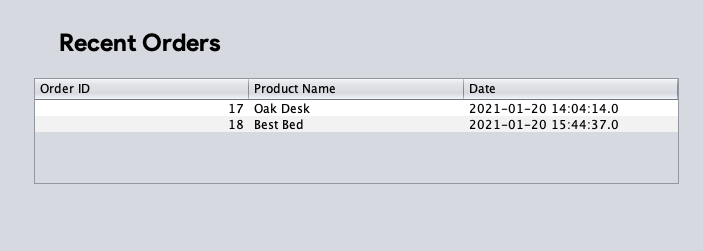 Recent Orders
Order ID Product Name Date
17 Oak Desk 2021-01-20 14:04:14.0
18 Best Bed 2021-01-20 15:44:37.0